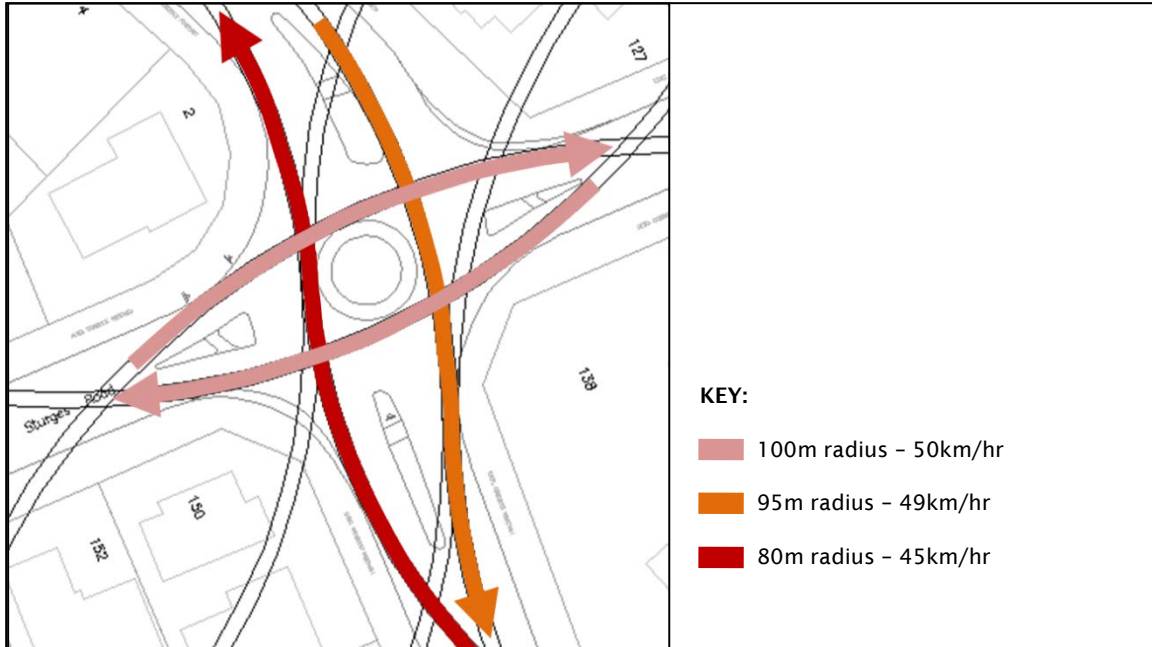 127
2
Sturges Road
138
4
150
152
KEY:
100m radius – 50km/hr
95m radius – 49km/hr
80m radius – 45km/hr